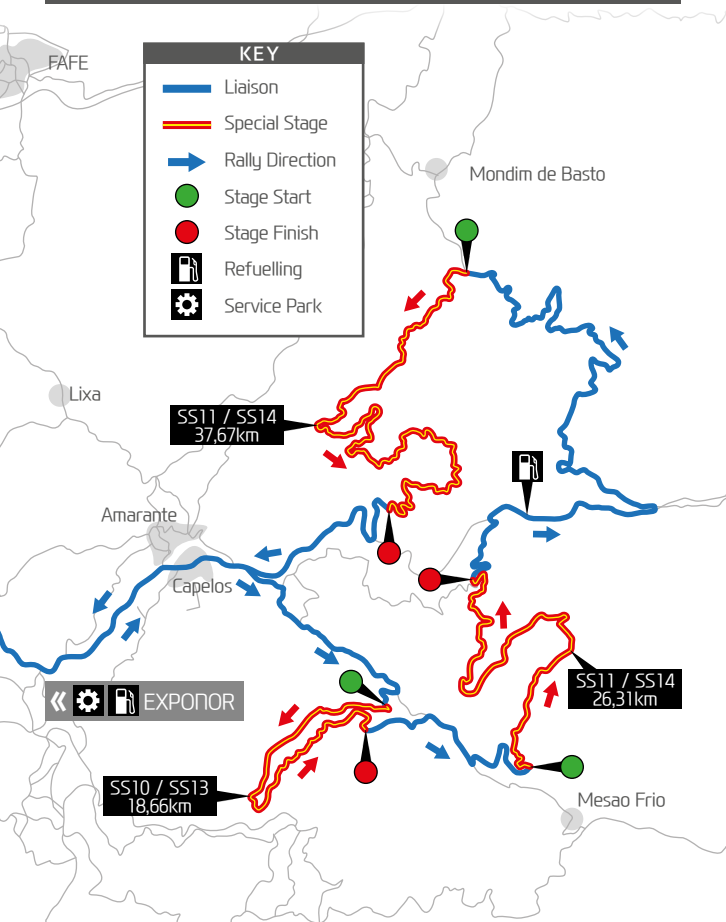 KEY
Liaison
Special Stage
Rally Direction
Stage Start
Stage Finish
Refuelling
Service Park
FAFE
Mondim de Basto
Lixa
SS11 / SS14
37,67km
Amarante
Capelos
SS11 / SS14
26,31km
EXPONOR
SS10 / SS13
18,66km
Mesao Frio